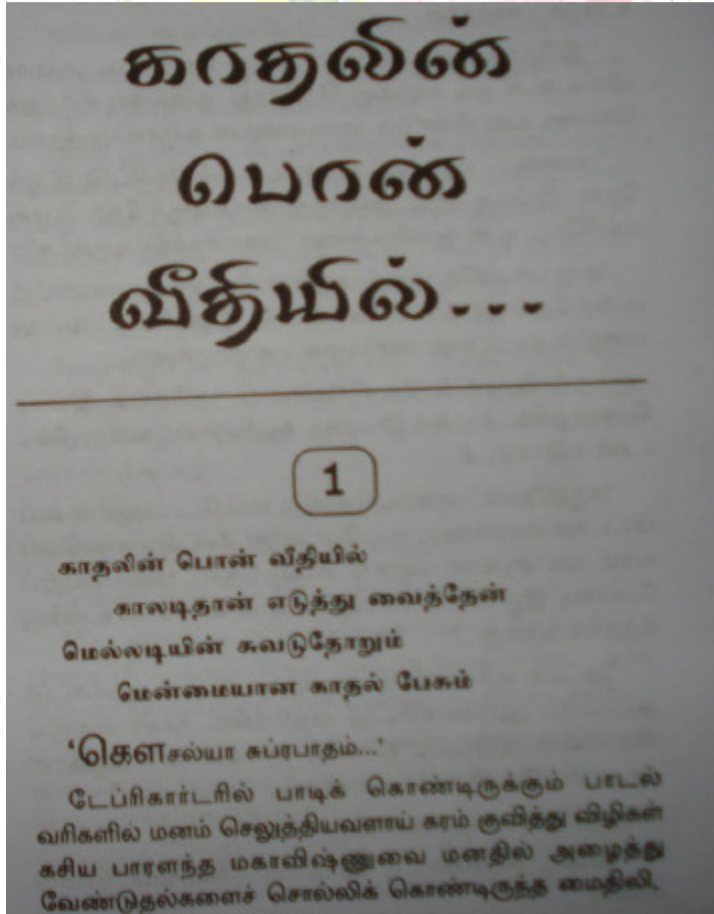 காதலின்
பொன்
வீதியில்...
1
காதலின் பொன் வீதியில்
காலடிதான் எடுத்து வைத்தேன்
மெல்லடியின் சுவடுதோறும்
மென்மையான காதல் பேசும்
‘கௌசல்யா சுப்ரபாதம்...’
டேப்ரிகார்டரில் பாடிக் கொண்டிருக்கும் பாடல்
வரிகளில் மனம் செலுத்தியவளாய் கரம் குவித்து விழிகள்
கசிய பாரளந்த மகாவிஷ்ணுவை மனதில் அழைத்து
வேண்டுதல்களைச் சொல்லிக் கொண்டிருந்த மைதிலி,